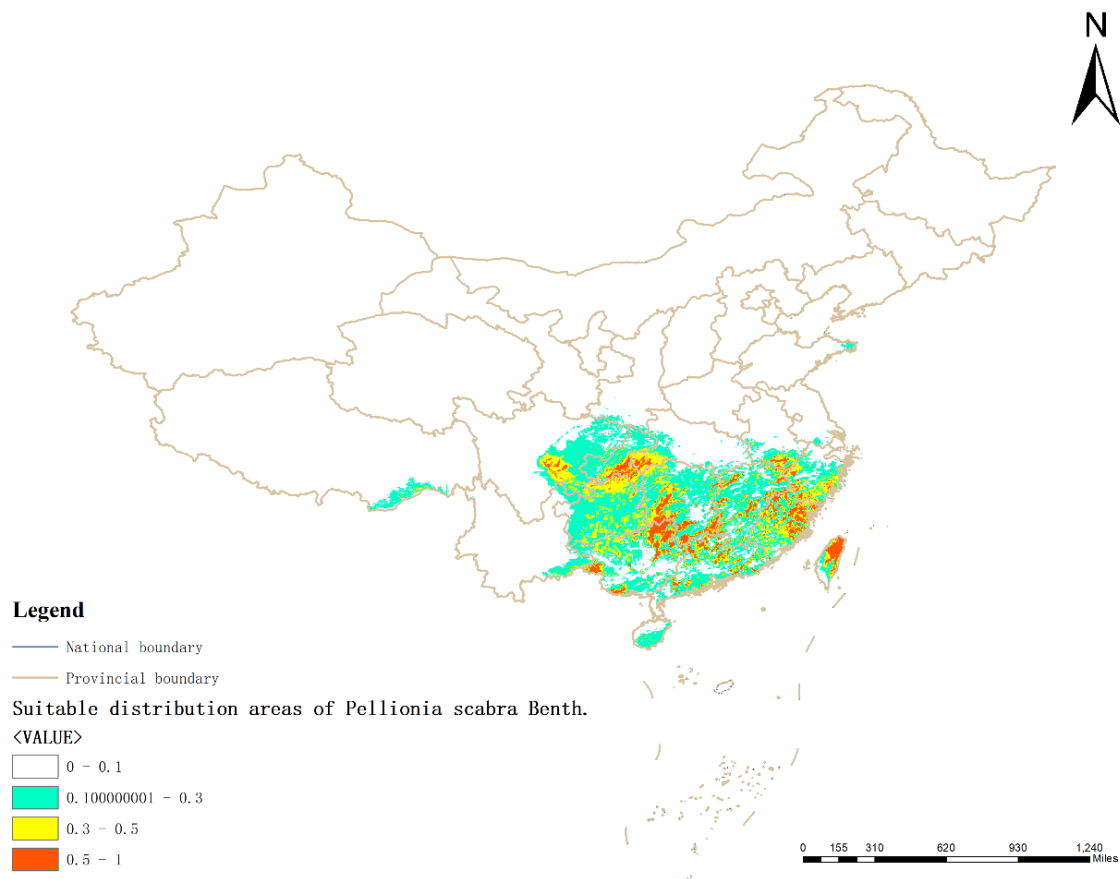 N
Legend
National boundary
Provincial boundary
Suitable distribution areas of Pellionia scabra Benth.
<VALUE>
0 - 0.1
0.100000001 - 0.3
0.3 - 0.5
0.5 - 1
0 155 310 620 930 1,240
Miles